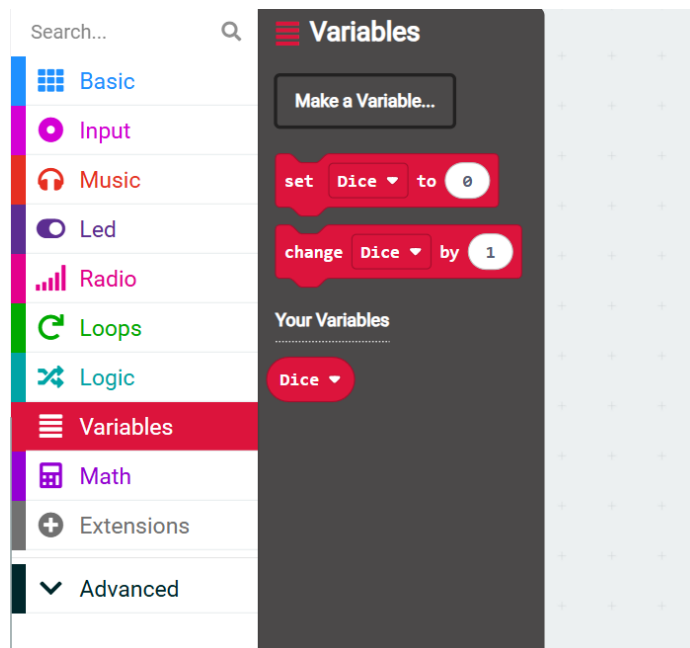 Search...
Basic
Input
Music
Led
Radio
Loops
Logic
Variables
Math
Extensions
Advanced
Variables
Make a Variable...
set Dice to 0
change Dice by 1
Your Variables
Dice